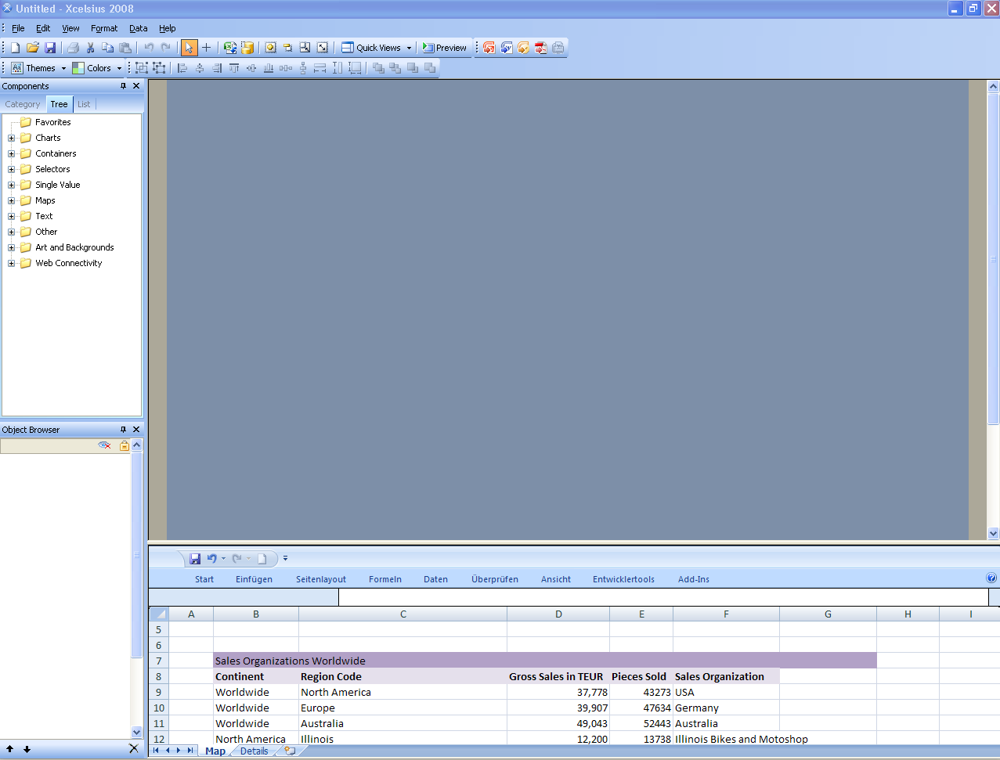 Untitled - Xcelsius 2008
File Edit View Format Data Help
Quick Views Preview
Themes Colors
Components
Category Tree List
Favorites
Charts
Containers
Selectors
Single Value
Maps
Text
Other
Art and Backgrounds
Web Connectivity
Object Browser
Start Einfügen Seitenlayout Formeln Daten Überprüfen Ansicht Entwicklertools Add-Ins
A B C D E F G H I
5
6
7 Sales Organizations Worldwide
8 Continent Region Code Gross Sales in TEUR Pieces Sold Sales Organization
9 Worldwide North America 37,778 43273 USA
10 Worldwide Europe 39,907 47634 Germany
11 Worldwide Australia 49,043 52443 Australia
12 North America Illinois 12,200 13738 Illinois Bikes and Motoshop
Map Details